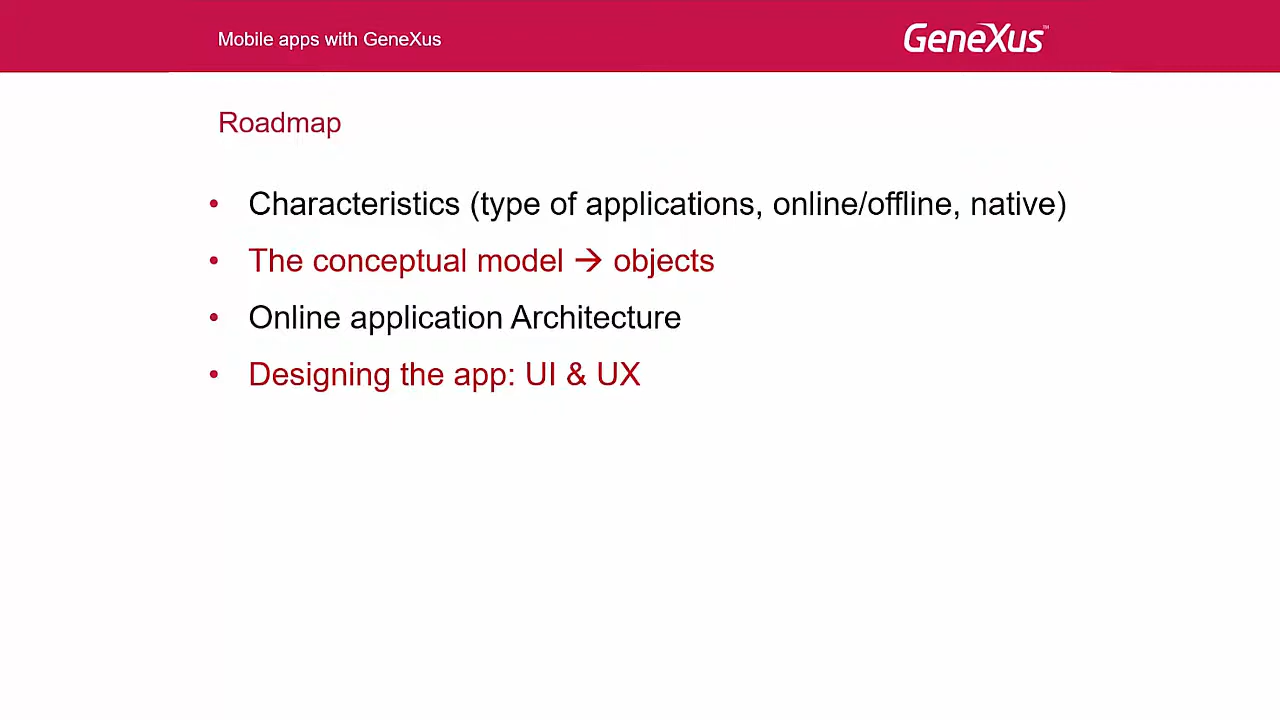 Mobile apps with GeneXus
GeneXus™
Roadmap
• Characteristics (type of applications, online/offline, native)
• The conceptual model → objects
• Online application Architecture
• Designing the app: UI & UX